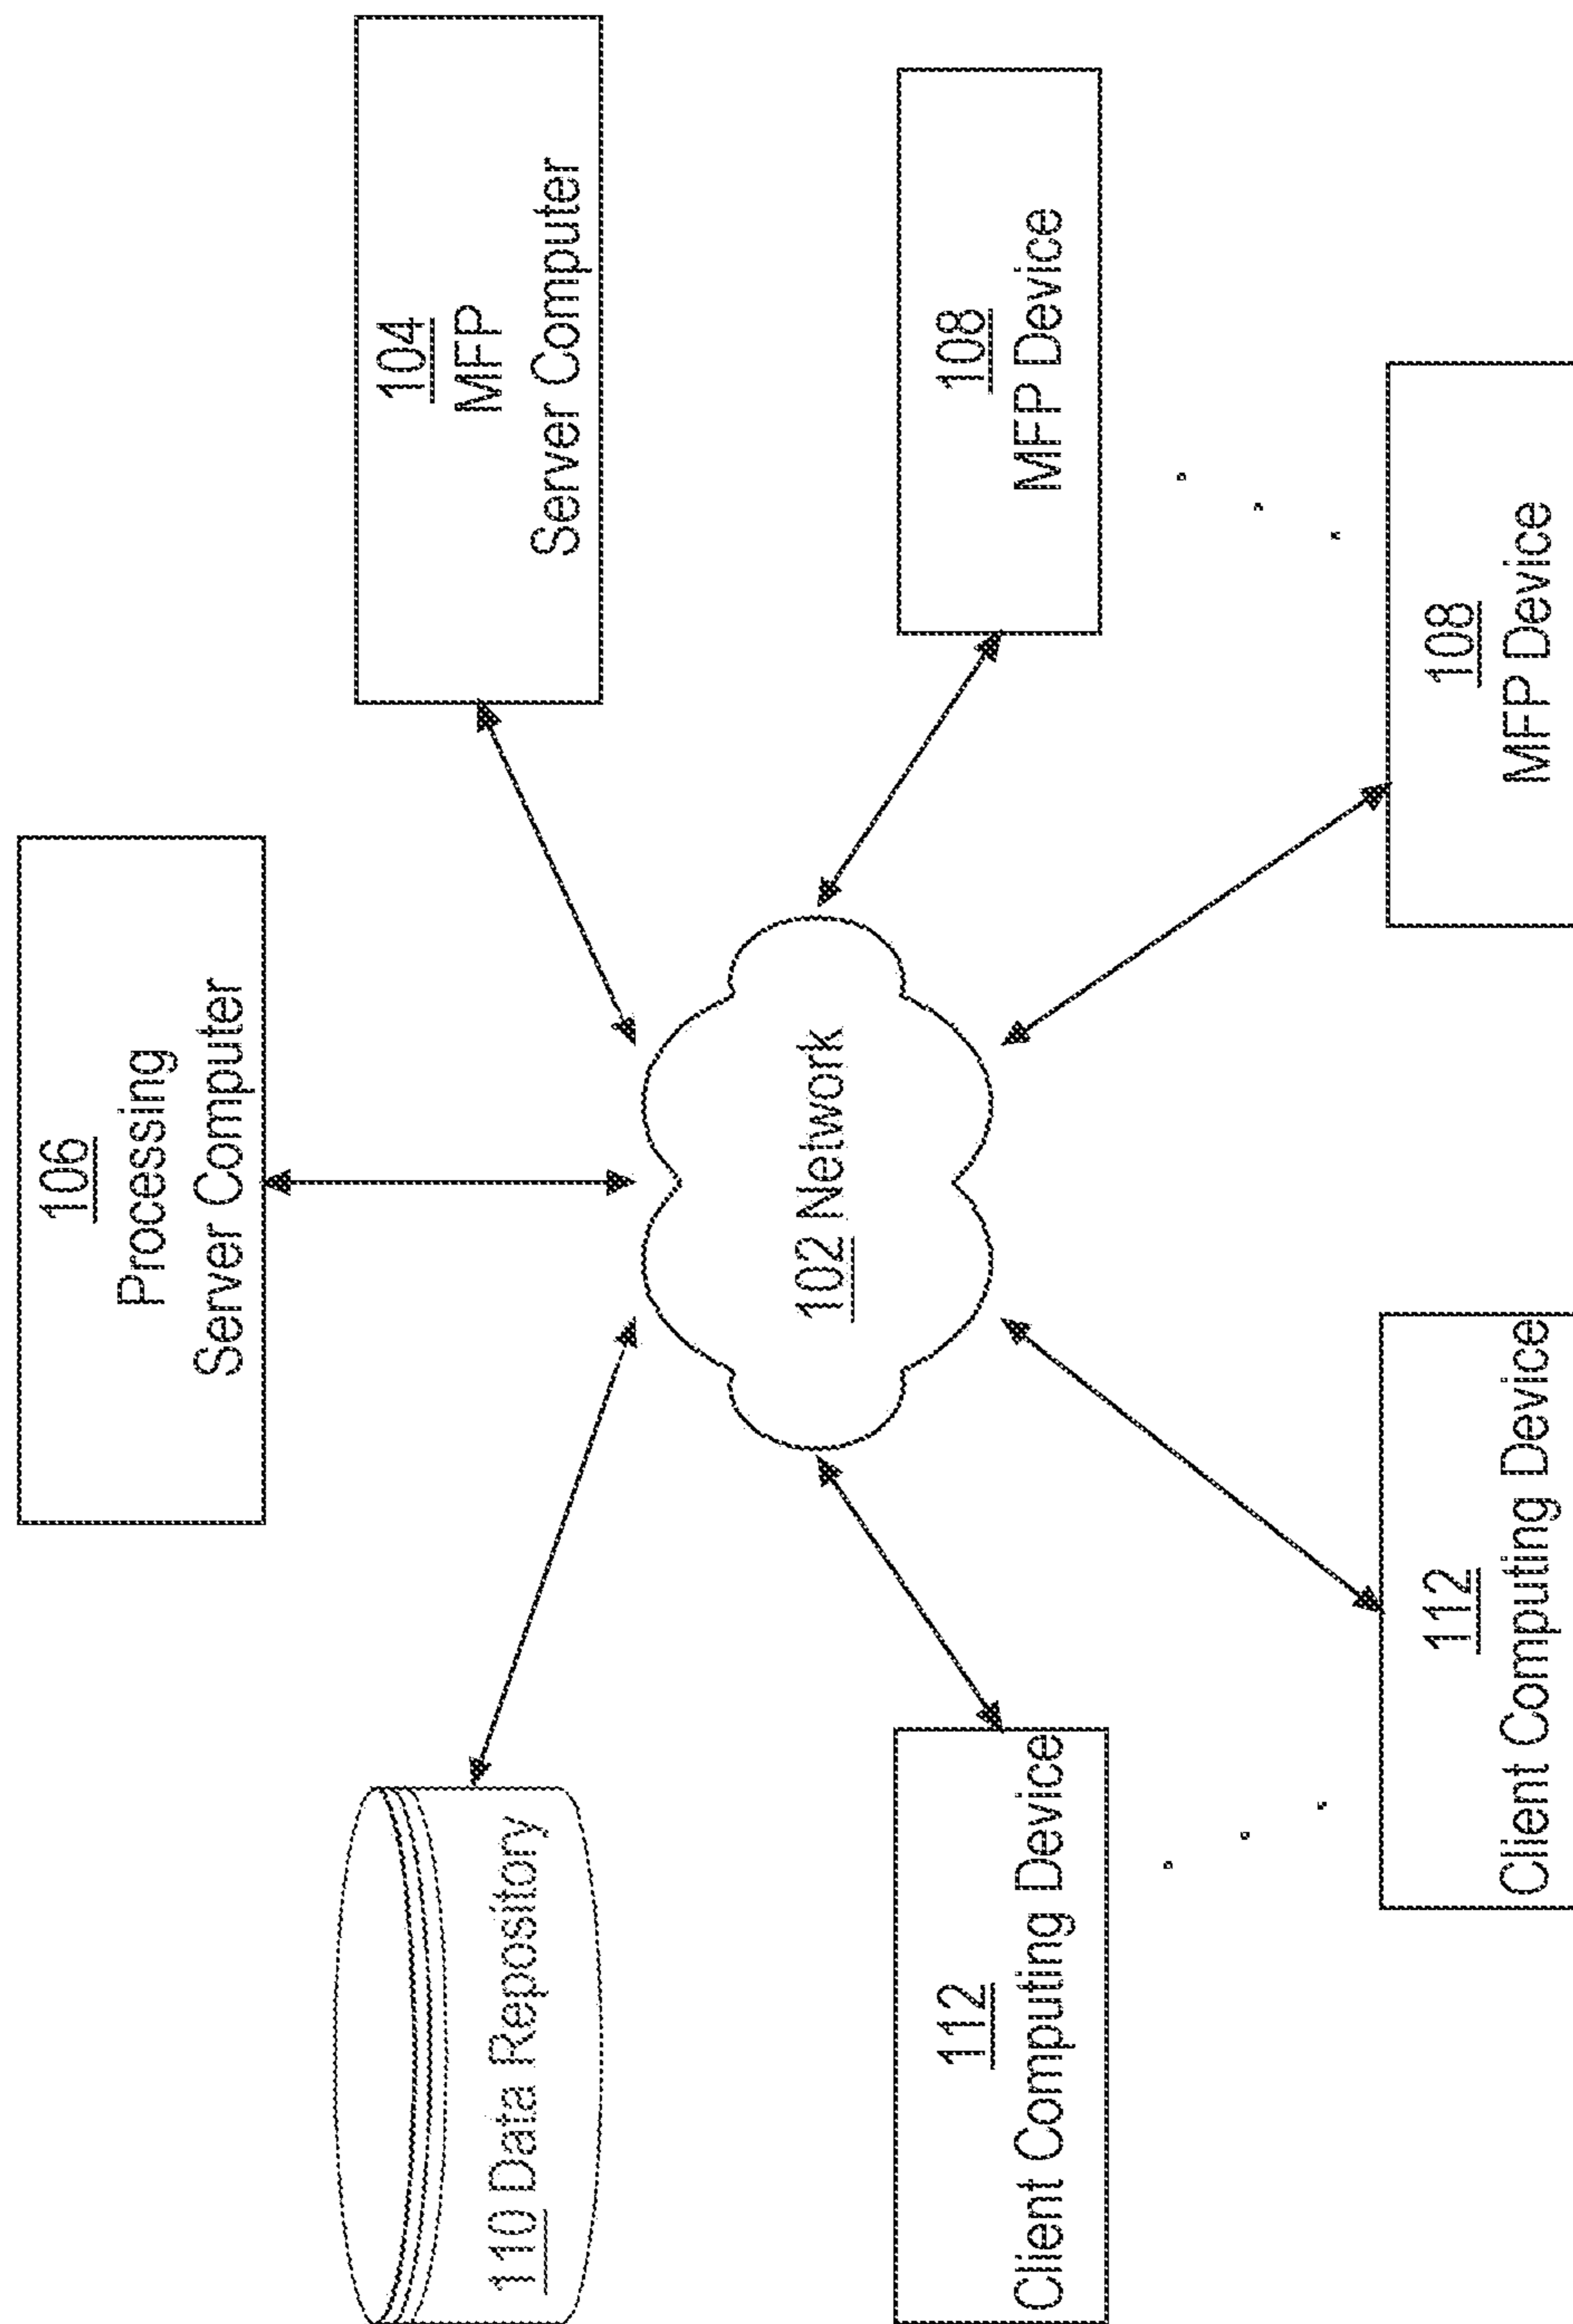 106
Processing
Server Computer
110 Data Repository
104
MFP
Server Computer
102 Network
112
Client Computing Device
108
MFP Device
112
Client Computing Device
108
MFP Device